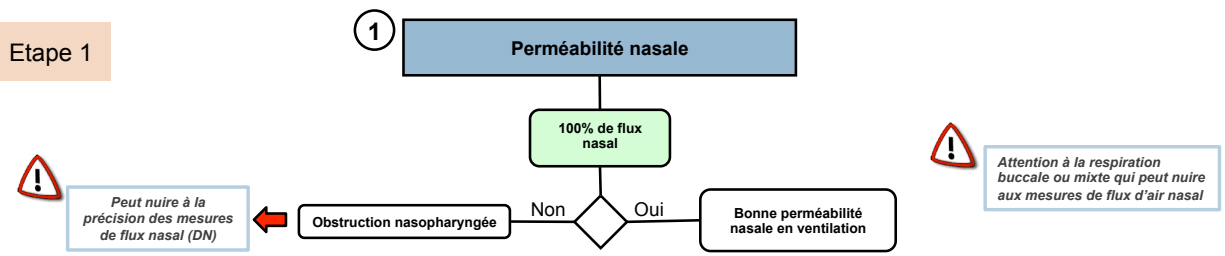 Etape 1
1
Perméabilité nasale
100% de flux
nasal
Peut nuire à la
précision des mesures
de flux nasal (DN)
Obstruction nasopharyngée
Non
Oui
Bonne perméabilité
nasale en ventilation
Attention à la respiration
buccale ou mixte qui peut nuire
aux mesures de flux d'air nasal